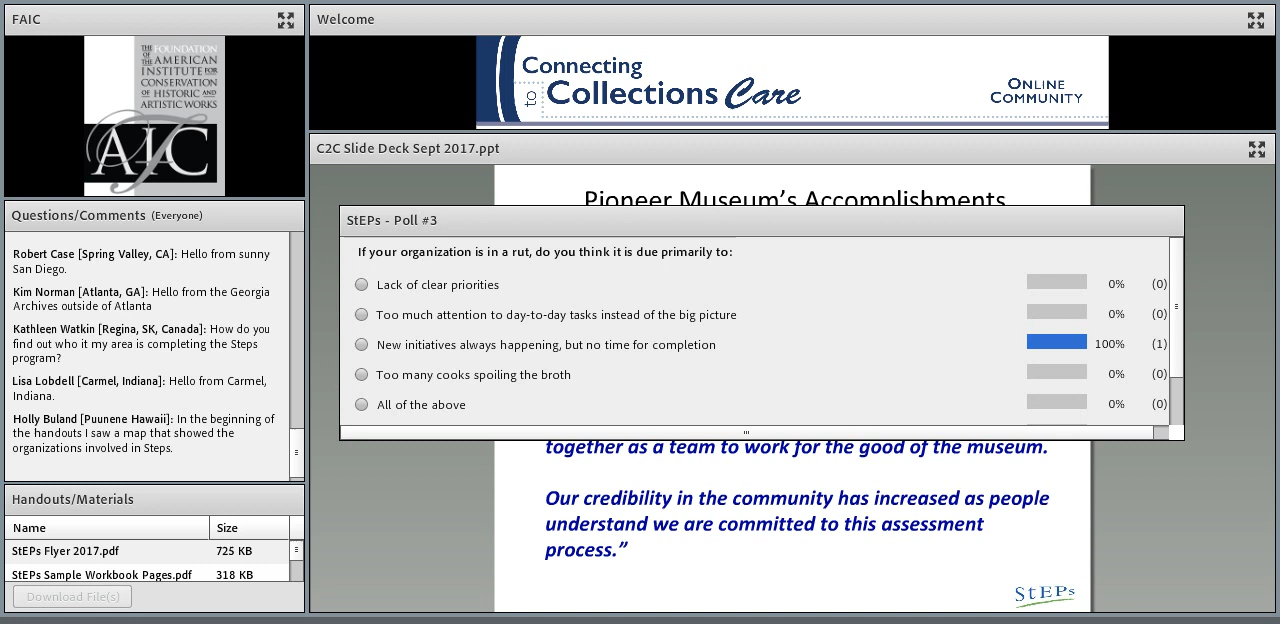 FAIC
THE FOUNDATION
OF THE AMERICAN
INSTITUTE FOR
CONSERVATION
OF HISTORIC AND
ARTISTIC WORKS
AIC
Questions/Comments (Everyone)
Robert Case [Spring Valley, CA]: Hello from sunny
San Diego.
Kim Norman [Atlanta, GA]: Hello from the Georgia
Archives outside of Atlanta
Kathleen Watkin [Regina, SK, Canada]: How do you
find out who it my area is completing the Steps
program?
Lisa Lobdell [Carmel, Indiana]: Hello from Carmel,
Indiana.
Holly Buland [Puunene Hawaii]: In the beginning of
the handouts I saw a map that showed the
organizations involved in Steps.
Handouts/Materials
Name Size
StEPs Flyer 2017.pdf 725 KB
StEPs Sample Workbook Pages.pdf 318 KB
Download File(s)
Welcome
Connecting
to Collections Care
ONLINE
COMMUNITY
C2C Slide Deck Sept 2017.ppt
Pioneer Museum's Accomplishments
StEPs - Poll #3
If your organization is in a rut, do you think it is due primarily to:
Lack of clear priorities 0% (0)
Too much attention to day-to-day tasks instead of the big picture 0% (0)
New initiatives always happening, but no time for completion 100% (1)
Too many cooks spoiling the broth 0% (0)
All of the above 0% (0)
together as a team to work for the good of the museum.
Our credibility in the community has increased as people
understand we are committed to this assessment
process.”
StEPs